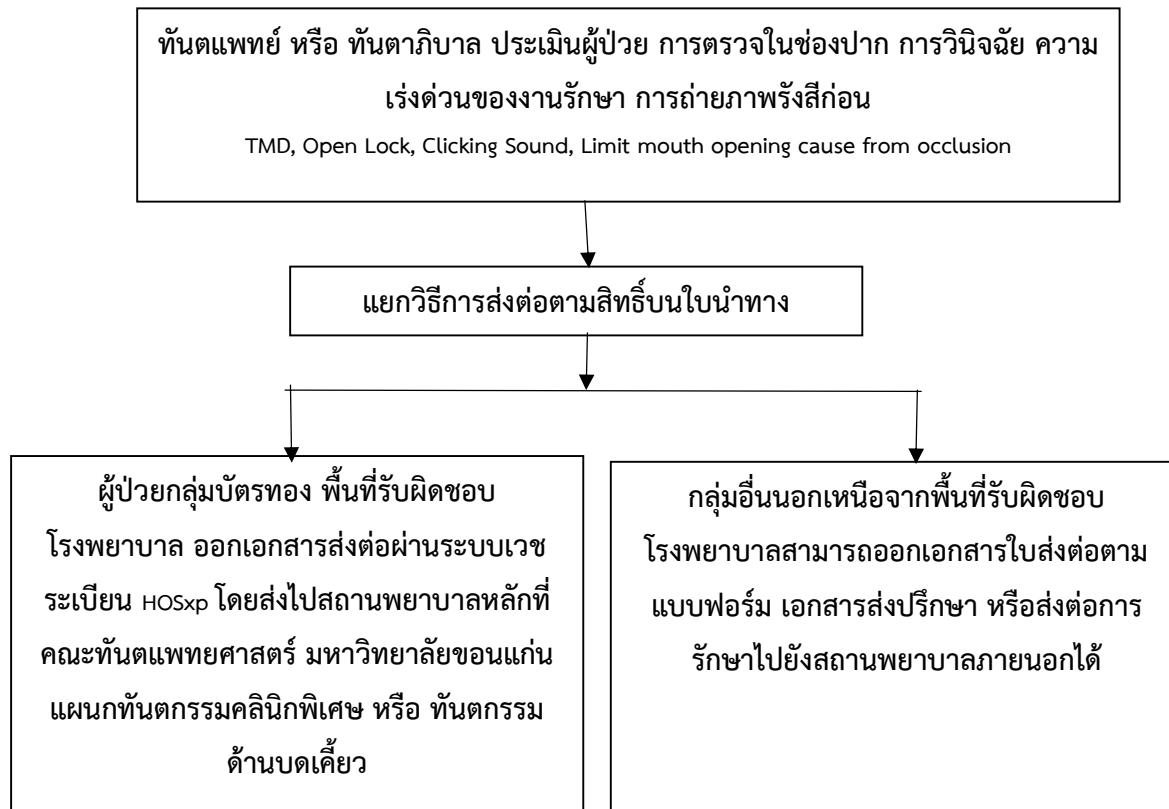 ทันตแพทย์ หรือ ทันตาภิบาล ประเมินผู้ป่วย การตรวจในช่องปาก การวินิจฉัย ความ
เร่งด่วนของงานรักษา การถ่ายภาพรังสีก่อน
TMD, Open Lock, Clicking Sound, Limit mouth opening cause from occlusion
แยกวิธีการส่งต่อตามสิทธิ์บนใบนำทาง
ผู้ป่วยกลุ่มบัตรทอง พื้นที่รับผิดชอบ
โรงพยาบาล ออกเอกสารส่งต่อผ่านระบบเวช
ระเบียน HOSxp โดยส่งไปสถานพยาบาลหลักที่
คณะทันตแพทยศาสตร์ มหาวิทยาลัยขอนแก่น
แผนกทันตกรรมคลินิกพิเศษ หรือ ทันตกรรม
ด้านบดเคี้ยว
กลุ่มอื่นนอกเหนือจากพื้นที่รับผิดชอบ
โรงพยาบาลสามารถออกเอกสารใบส่งต่อตาม
แบบฟอร์ม เอกสารส่งปรึกษา หรือส่งต่อการ
รักษาไปยังสถานพยาบาลภายนอกได้